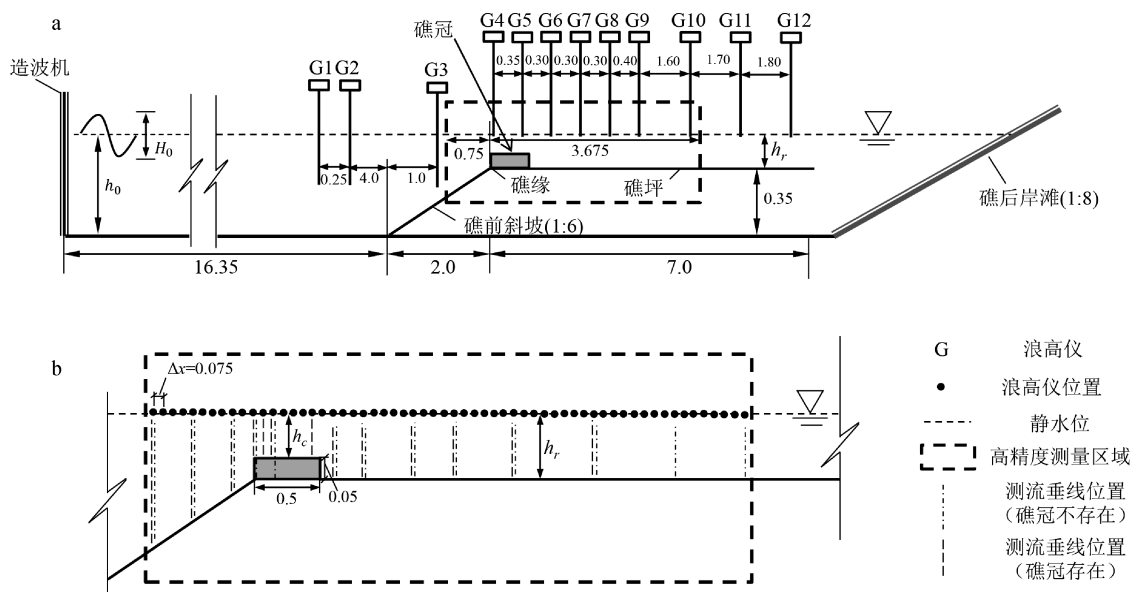 a
造波机
礁冠
G1 G2
G3
G4 G5 G6 G7 G8 G9 G10 G11 G12
0.35 0.30 0.30 0.30 0.40 1.60 1.70 1.80
H0
h0
0.25 4.0 1.0
0.75
3.675
hr
礁缘
礁坪
礁前斜坡(1:6)
0.35
礁后岸滩(1:8)
16.35 2.0 7.0
b
Δx=0.075
hc
hr
0.5
0.05
G 浪高仪
浪高仪位置
静水位
高精度测量区域
测流垂线位置
（礁冠不存在）
测流垂线位置
（礁冠存在）